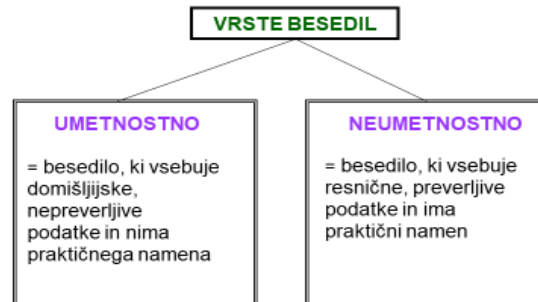 VRSTE BESEDIL
UMETNOSTNO
= besedilo, ki vsebuje
domišljijske,
nepreverljive
podatke in nima
praktičnega namena
NEUMETNOSTNO
= besedilo, ki vsebuje
resnične, preverljive
podatke in ima
praktični namen